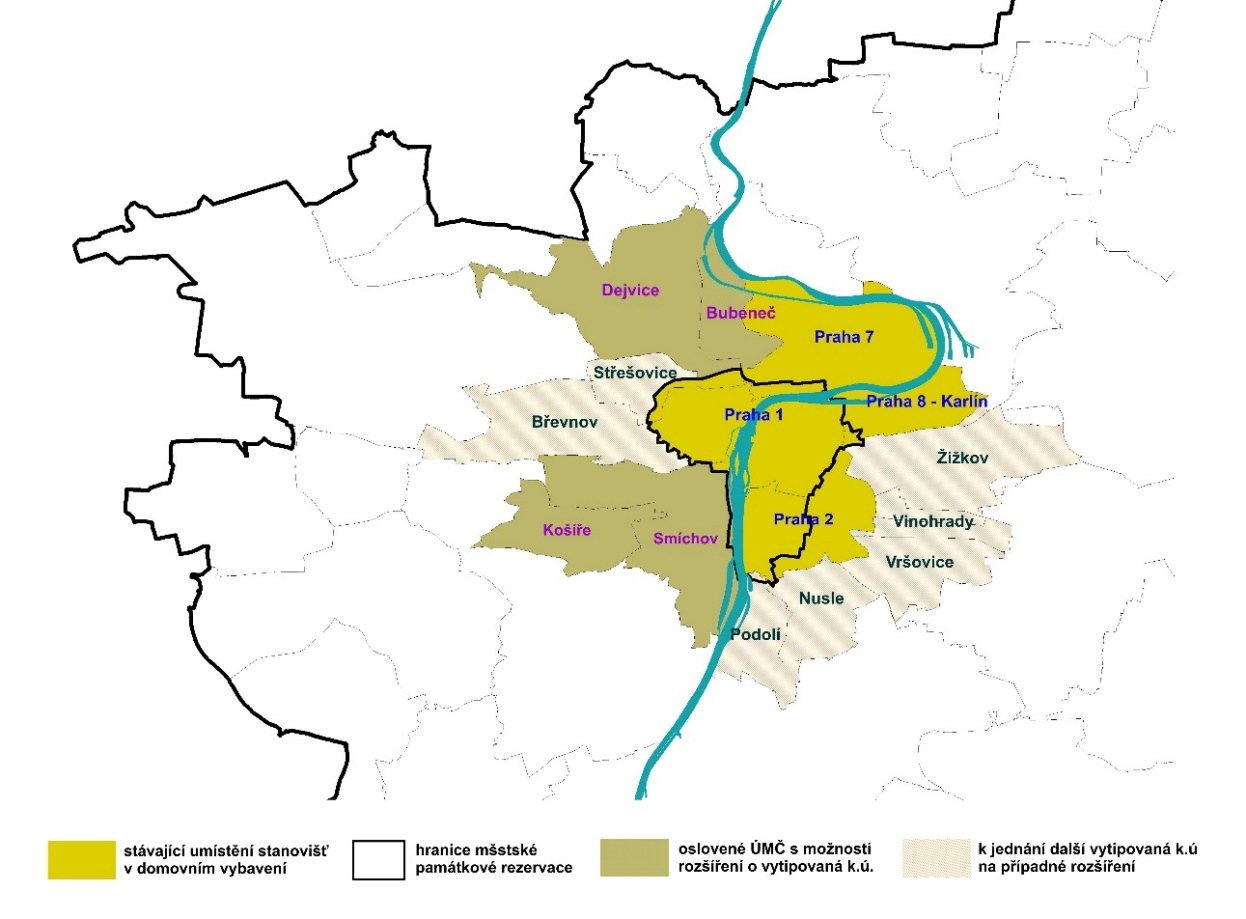 Dejvice
Bubeneč
Praha 7
Střešovice
Praha 8 - Karlín
Praha 1
Břevnov
Žižkov
Praha 2
Vinohrady
Košíře
Smíchov
Vršovice
Nusle
Podolí
stávající umístění stanovišť
v domovním vybavení
hranice mšstské
památkové rezervace
oslovené ÚMČ s možností
rozšíření o vytipovaná k.ú.
k jednání další vytipovaná k.ú
na případné rozšíření